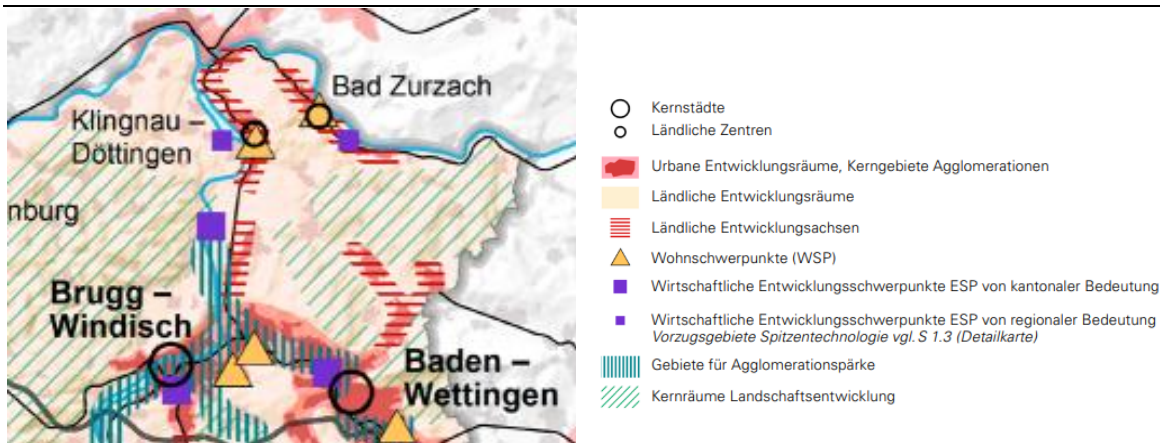 Bad Zurzach
Klingnau –
Döttingen
nburg
Brugg –
Windisch
Baden –
Wettingen
Kernstädte
Ländliche Zentren
Urbane Entwicklungsräume, Kerngebiete Agglomerationen
Ländliche Entwicklungsräume
Ländliche Entwicklungsachsen
Wohnschwerpunkte (WSP)
Wirtschaftliche Entwicklungsschwerpunkte ESP von kantonaler Bedeutung
Wirtschaftliche Entwicklungsschwerpunkte ESP von regionaler Bedeutung
Vorzugsgebiete Spitzentechnologie vgl. S 1.3 (Detailkarte)
Gebiete für Agglomerationspärke
Kernräume Landschaftsentwicklung